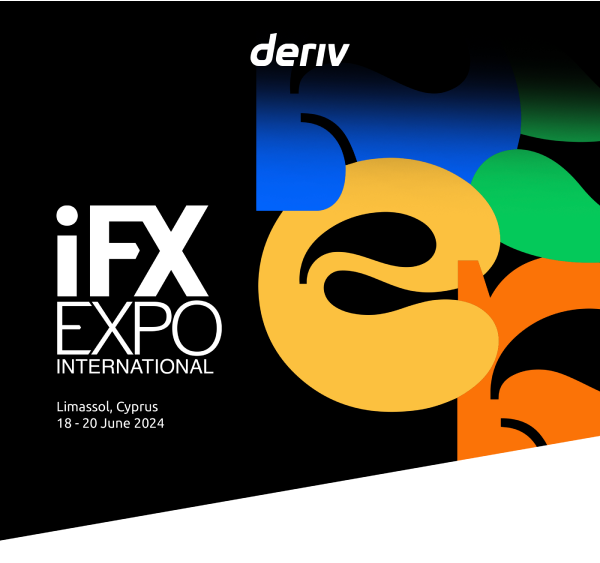 deriv
iFX
EXPO
INTERNATIONAL
Limassol, Cyprus
18 - 20 June 2024